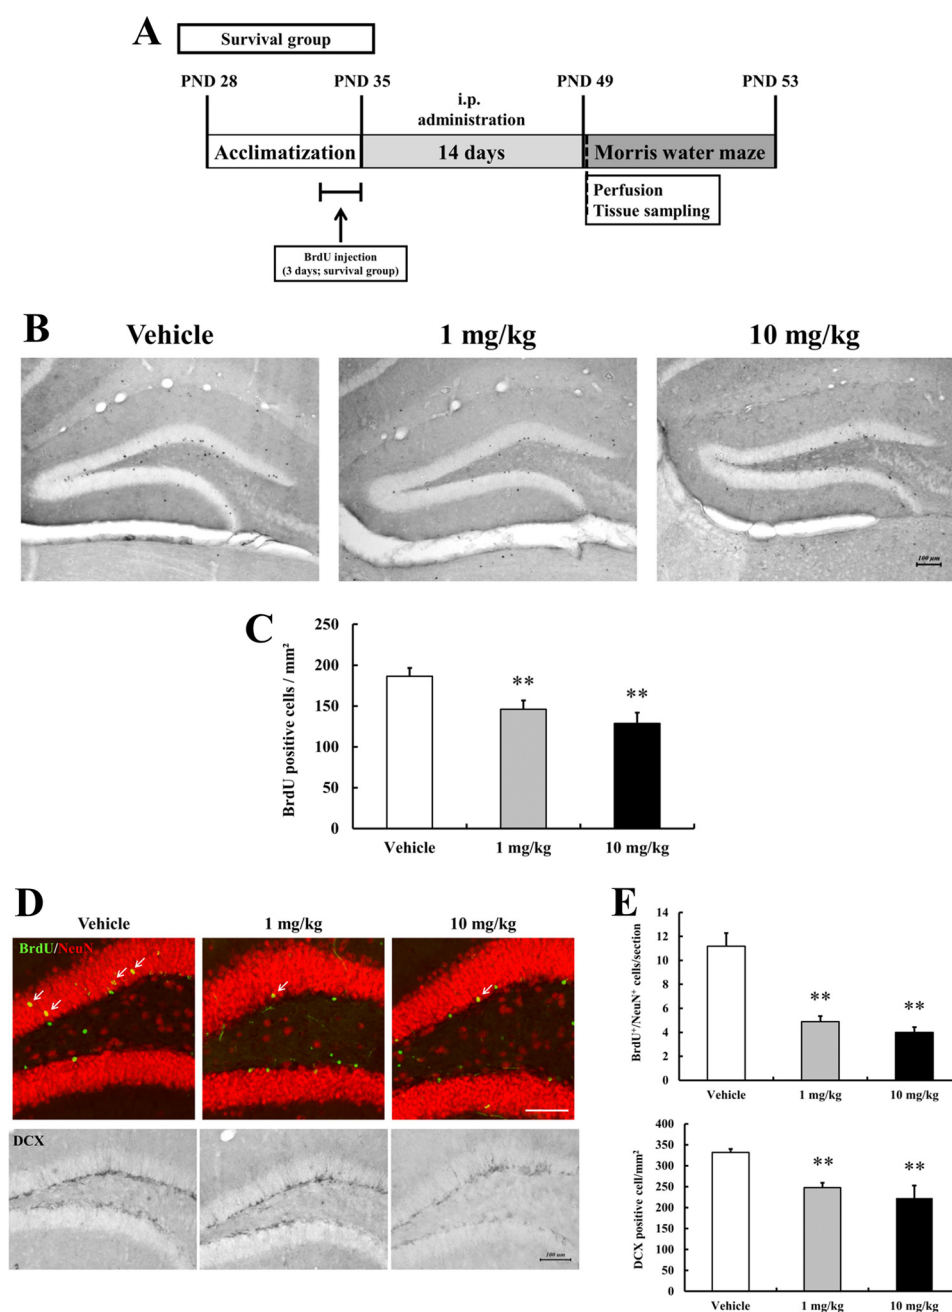 A
Survival group
PND 28
PND 35
PND 49
PND 53
i.p.
administration
Acclimatization
14 days
Morris water maze
Perfusion
Tissue sampling
BrdU injection
(3 days; survival group)
B
Vehicle
1 mg/kg
10 mg/kg
100 µm
C
BrdU positive cells / mm²
250
200
150
100
50
0
**
**
Vehicle
1 mg/kg
10 mg/kg
D
Vehicle
1 mg/kg
10 mg/kg
BrdU/NeuN
DCX
100 µm
E
BrdU⁺/NeuN⁺ cells/section
14
12
10
8
6
4
2
0
**
**
Vehicle
1 mg/kg
10 mg/kg
DCX positive cell/mm²
400
350
300
250
200
150
100
50
0
**
**
Vehicle
1 mg/kg
10 mg/kg